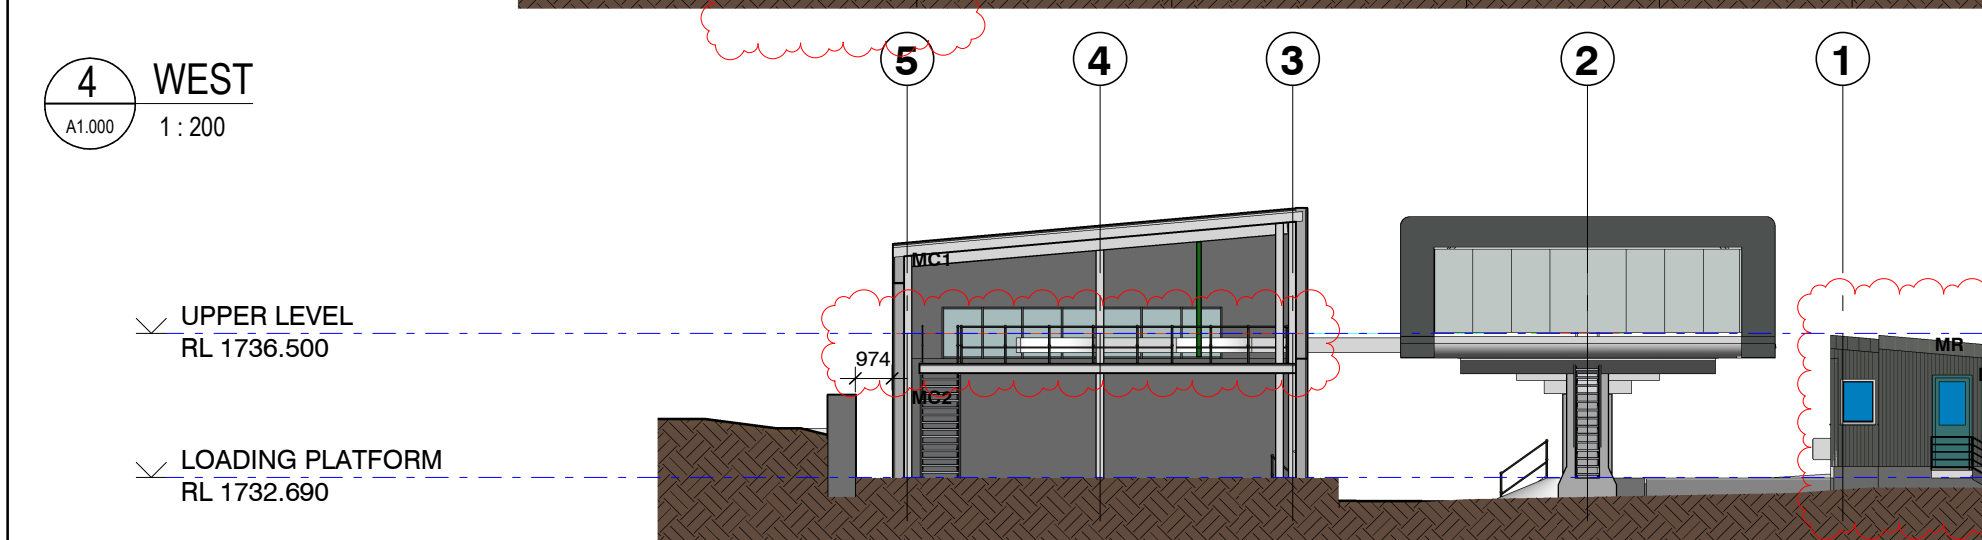 5 4 3 2 1
4 WEST
A1.000 1 : 200
MC1
UPPER LEVEL
RL 1736.500
MR
974
MC2
LOADING PLATFORM
RL 1732.690